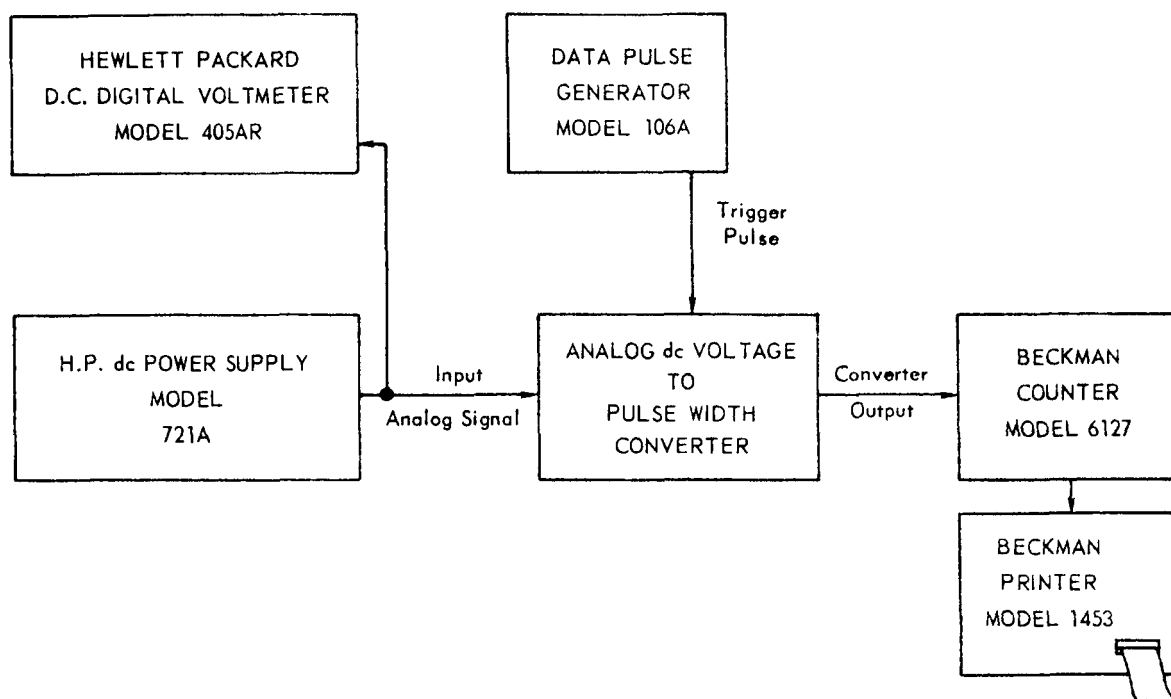 HEWLETT PACKARD
D.C. DIGITAL VOLTMETER
MODEL 405AR
DATA PULSE
GENERATOR
MODEL 106A
Trigger
Pulse
H.P. dc POWER SUPPLY
MODEL
721A
Input
Analog Signal
ANALOG dc VOLTAGE
TO
PULSE WIDTH
CONVERTER
Converter
Output
BECKMAN
COUNTER
MODEL 6127
BECKMAN
PRINTER
MODEL 1453